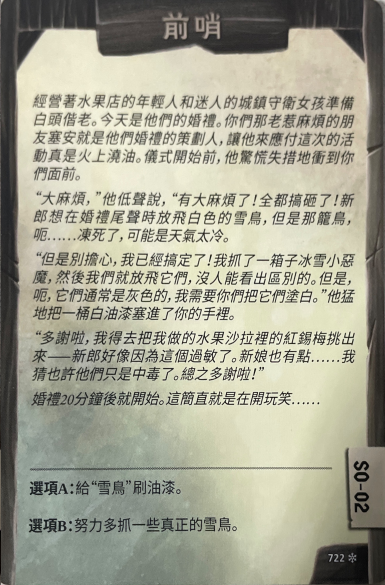 前哨
經營著水果店的年輕人和迷人的城鎮守衛女孩準備
白頭偕老。今天是他們的婚禮。你們那老惹麻煩的朋
友塞安就是他們婚禮的策劃人，讓他來應付這次的活
動真是火上澆油。儀式開始前，他驚慌失措地衝到你
們面前。
“大麻煩，”他低聲說，“有大麻煩了！全都搞砸了！新
郎想在婚禮尾聲時放飛白色的雪鳥，但是那籠鳥，
呃……凍死了，可能是天氣太冷。
“但是別擔心，我已經搞定了！我抓了一箱子冰雪小惡
魔，然後我們就放飛它們，沒人能看出區別的。但是，
呃，它們通常是灰色的，我需要你們把它們塗白。”他猛
地把一桶白油漆塞進了你的手裡。
“多謝啦，我得去把我做的水果沙拉裡的紅錫梅挑出
來——新郎好像因為這個過敏了。新娘也有點……我
猜也許他們只是中毒了。總之多謝啦！”
婚禮20分鐘後就開始。這簡直就是在開玩笑……
選項A：給“雪鳥”刷油漆。
選項B：努力多抓一些真正的雪鳥。
SO-02
722